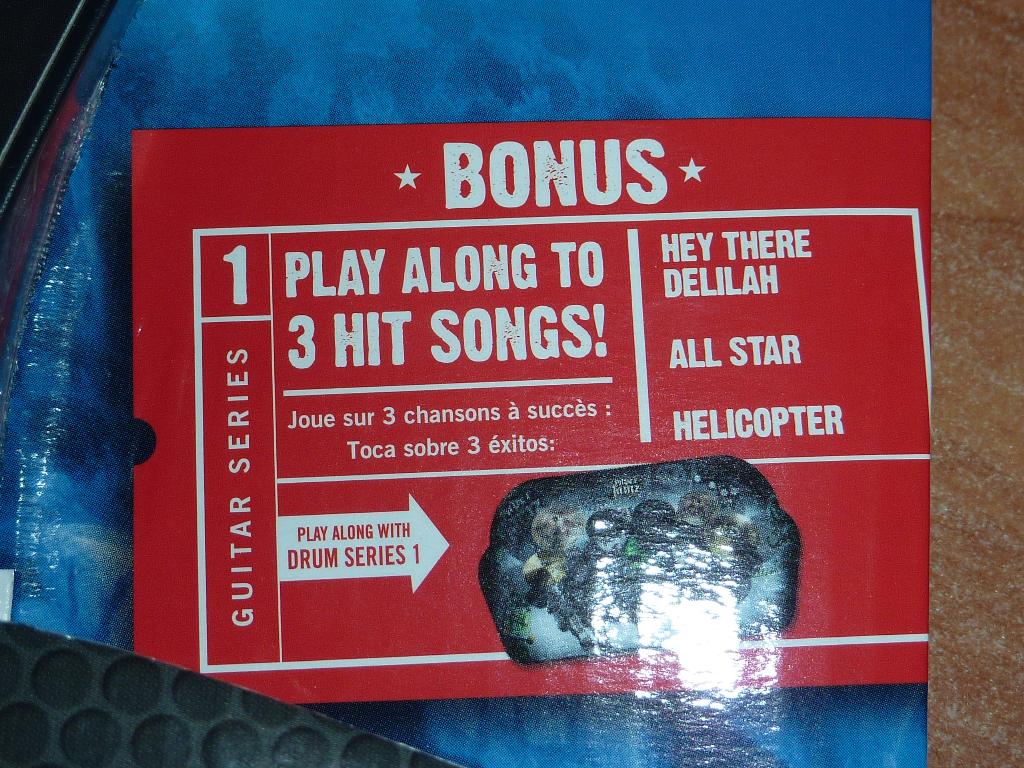 BONUS
1
GUITAR SERIES
PLAY ALONG TO
3 HIT SONGS!
Joue sur 3 chansons à succès :
Toca sobre 3 éxitos:
HEY THERE
DELILAH
ALL STAR
HELICOPTER
PLAY ALONG WITH
DRUM SERIES 1